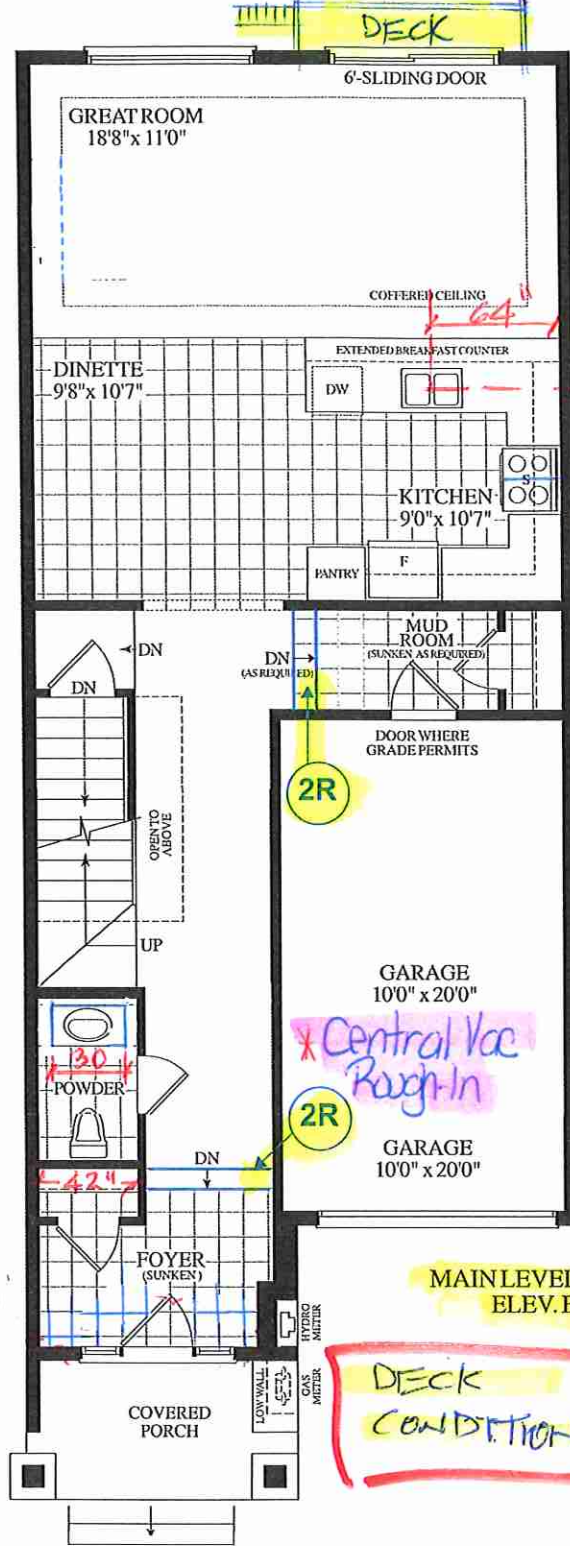 DECK
6'-SLIDING DOOR
GREAT ROOM
18'8"x 11'0"
COFFERED CEILING
64"
EXTENDED BREAKFAST COUNTER
DINETTE
9'8"x 10'7"
DW
S
KITCHEN
9'0"x 10'7"
PANTRY
F
MUD
ROOM
(SUNKEN AS REQUIRED)
DN
DN
(AS REQUIRED)
DN
DOOR WHERE
GRADE PERMITS
2R
OPEN TO
ABOVE
UP
GARAGE
10'0" x 20'0"
* Central Vac
Rough-In
30
POWDER
2R
GARAGE
10'0" x 20'0"
DN
42"
FOYER
(SUNKEN)
MAIN LEVEL
ELEV.
HYDRO
METER
GAS
METER
LOW WALL
DECK
CONDITION
COVERED
PORCH